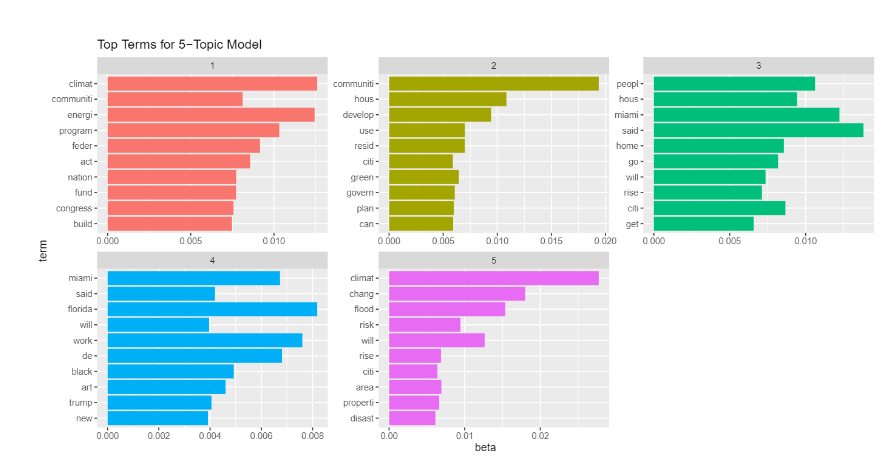 Top Terms for 5-Topic Model
1
climat
communiti
energi
program
feder
act
nation
fund
congress
build
0.000 0.005 0.010
2
communiti
hous
develop
use
resid
citi
green
govern
plan
can
0.000 0.005 0.010 0.015 0.020
3
peopl
hous
miami
said
home
go
will
rise
citi
get
0.000 0.005 0.010
term
4
miami
said
florida
will
work
de
black
art
trump
new
0.000 0.002 0.004 0.006 0.008
5
climat
chang
flood
risk
will
rise
citi
area
properti
disast
0.00 0.01 0.02
beta